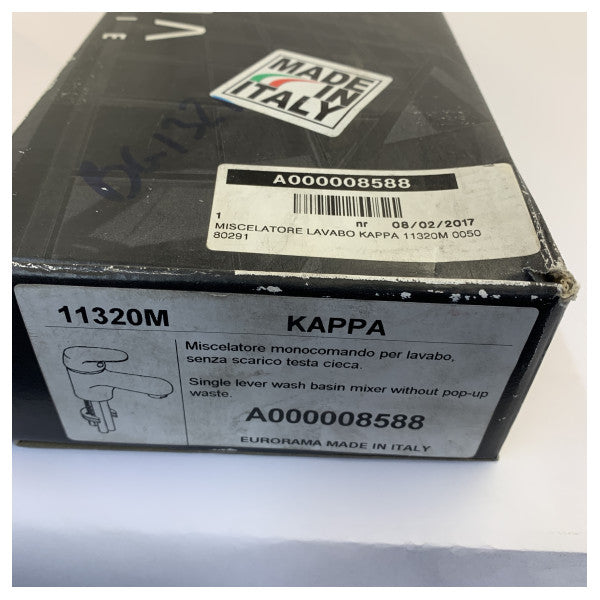 A
I E
MADE
IN
ITALY
A000008588
1 nr 08/02/2017
MISCELATORE LAVABO KAPPA 11320M 0050
80291
11320M KAPPA
Miscelatore monocomando per lavabo,
senza scarico testa cieca.
Single lever wash basin mixer without pop-up
waste.
A000008588
EURORAMA MADE IN ITALY